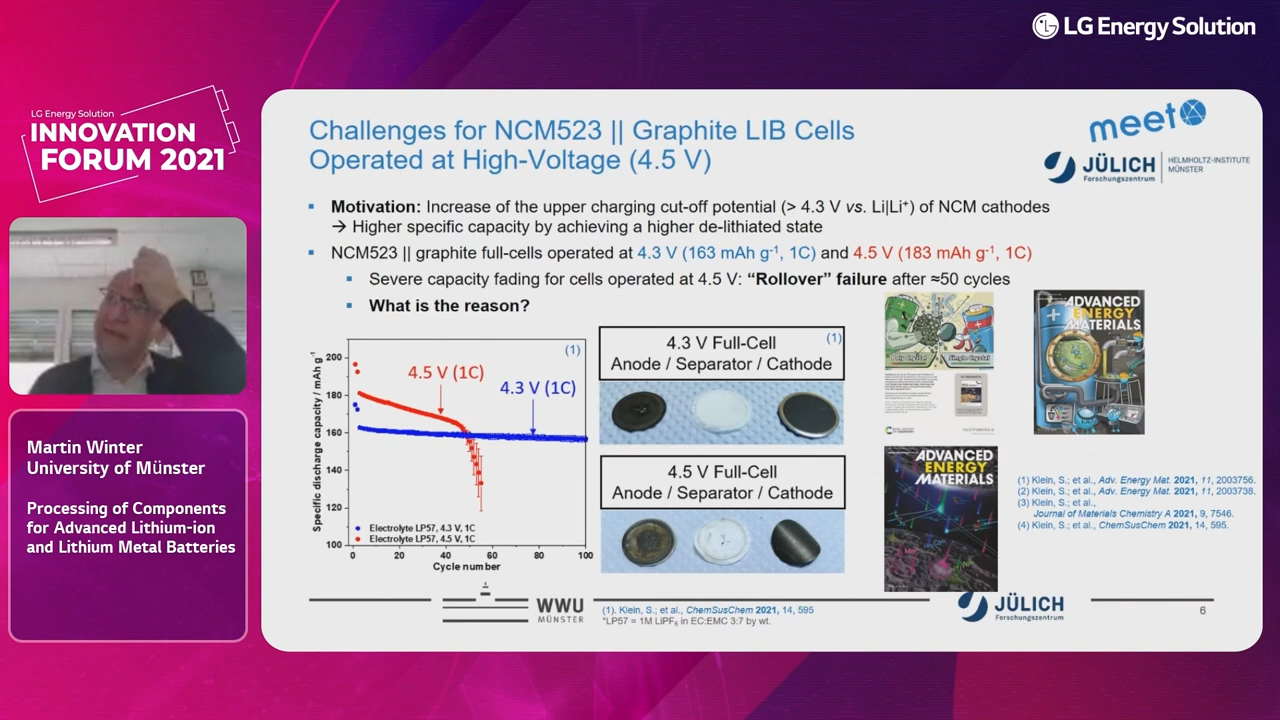 LG Energy Solution
LG Energy Solution
INNOVATION
FORUM 2021
Martin Winter
University of Münster
Processing of Components
for Advanced Lithium-ion
and Lithium Metal Batteries
Challenges for NCM523 || Graphite LIB Cells
Operated at High-Voltage (4.5 V)
meet
JÜLICH
Forschungszentrum
HELMHOLTZ-INSTITUTE
MÜNSTER
▪ Motivation: Increase of the upper charging cut-off potential (> 4.3 V vs. Li|Li⁺) of NCM cathodes
→ Higher specific capacity by achieving a higher de-lithiated state
▪ NCM523 || graphite full-cells operated at 4.3 V (163 mAh g⁻¹, 1C) and 4.5 V (183 mAh g⁻¹, 1C)
▪ Severe capacity fading for cells operated at 4.5 V: “Rollover” failure after ≈50 cycles
▪ What is the reason?
(1)
4.5 V (1C)
4.3 V (1C)
Specific discharge capacity / mAh g⁻¹
200
180
160
140
120
100
Electrolyte LP57, 4.3 V, 1C
Electrolyte LP57, 4.5 V, 1C
0 20 40 60 80 100
Cycle number
4.3 V Full-Cell (1)
Anode / Separator / Cathode
4.5 V Full-Cell
Anode / Separator / Cathode
Poly Crystal
Single Crystal
ADVANCED
ENERGY
MATERIALS
ADVANCED
ENERGY
MATERIALS
(1) Klein, S.; et al., Adv. Energy Mat. 2021, 11, 2003756.
(2) Klein, S.; et al., Adv. Energy Mat. 2021, 11, 2003738.
(3) Klein, S.; et al.,
Journal of Materials Chemistry A 2021, 9, 7546.
(4) Klein, S.; et al., ChemSusChem 2021, 14, 595.
WWU
MÜNSTER
(1). Klein, S.; et al., ChemSusChem 2021, 14, 595
*LP57 = 1M LiPF₆ in EC:EMC 3:7 by wt.
JÜLICH
Forschungszentrum
6